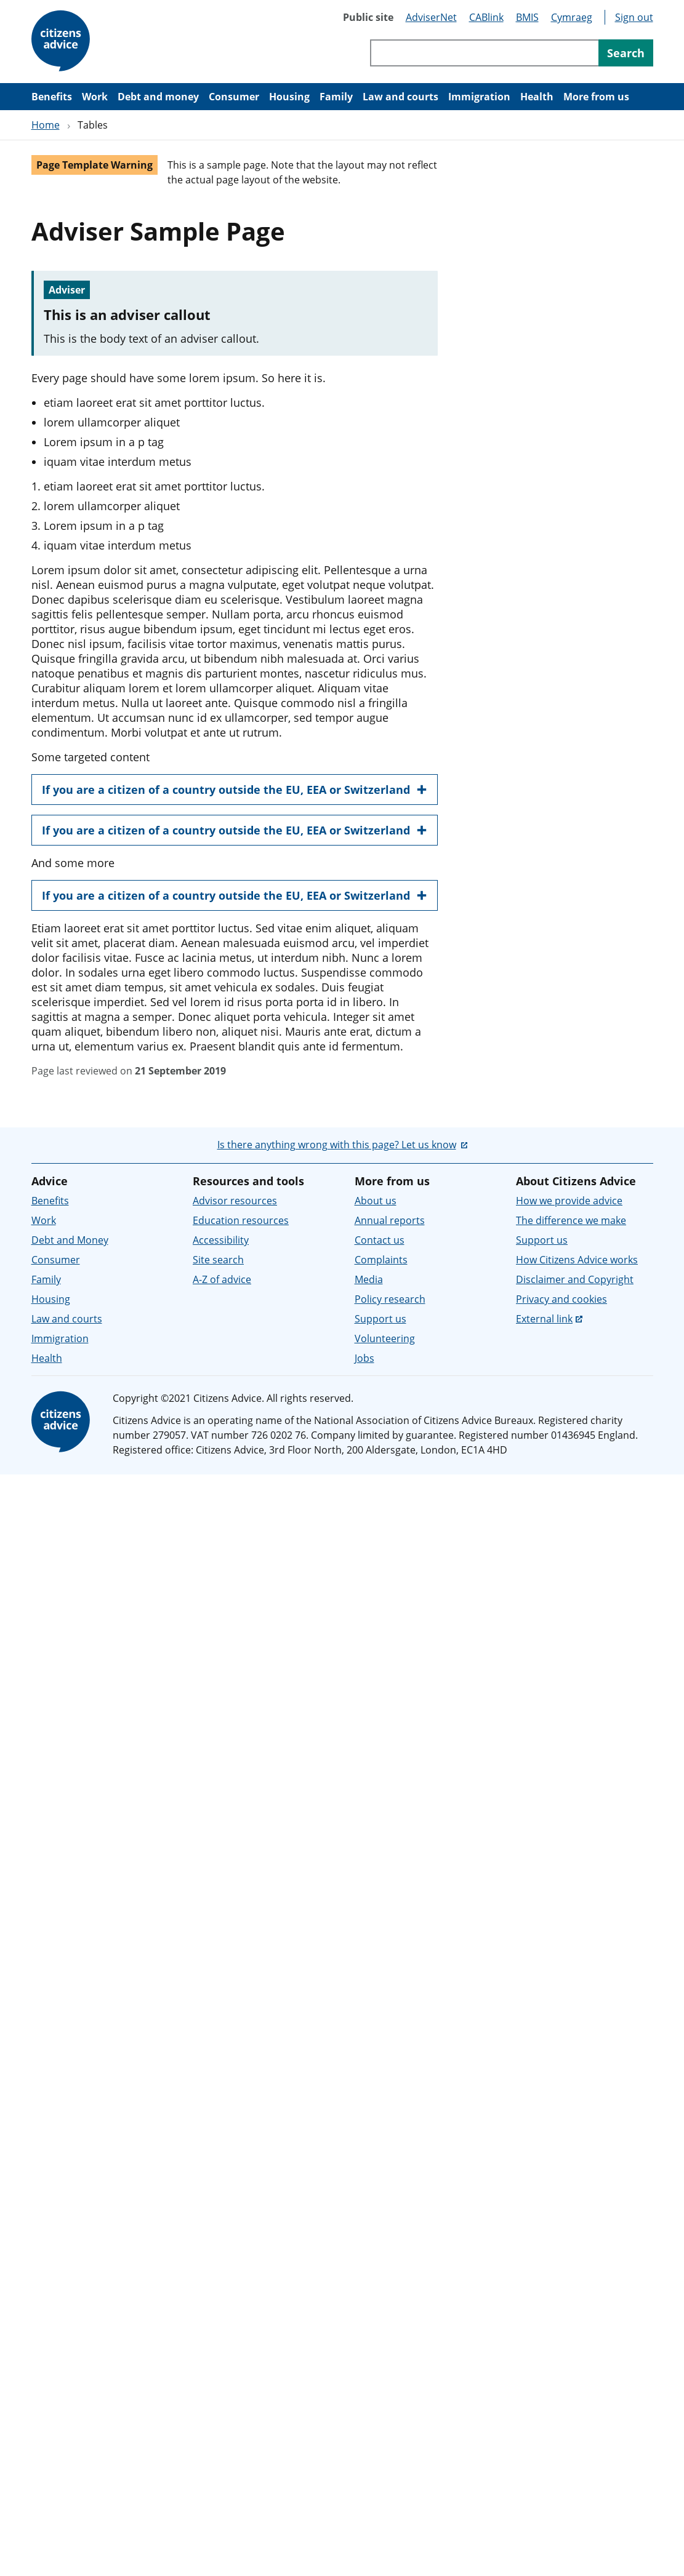 citizens
advice
Public site AdviserNet CABlink BMIS Cymraeg Sign out
Search
Benefits Work Debt and money Consumer Housing Family Law and courts Immigration Health More from us
Home › Tables
Page Template Warning
This is a sample page. Note that the layout may not reflect
the actual page layout of the website.
Adviser Sample Page
Adviser
This is an adviser callout
This is the body text of an adviser callout.
Every page should have some lorem ipsum. So here it is.
• etiam laoreet erat sit amet porttitor luctus.
• lorem ullamcorper aliquet
• Lorem ipsum in a p tag
• iquam vitae interdum metus
1. etiam laoreet erat sit amet porttitor luctus.
2. lorem ullamcorper aliquet
3. Lorem ipsum in a p tag
4. iquam vitae interdum metus
Lorem ipsum dolor sit amet, consectetur adipiscing elit. Pellentesque a urna
nisl. Aenean euismod purus a magna vulputate, eget volutpat neque volutpat.
Donec dapibus scelerisque diam eu scelerisque. Vestibulum laoreet magna
sagittis felis pellentesque semper. Nullam porta, arcu rhoncus euismod
porttitor, risus augue bibendum ipsum, eget tincidunt mi lectus eget eros.
Donec nisl ipsum, facilisis vitae tortor maximus, venenatis mattis purus.
Quisque fringilla gravida arcu, ut bibendum nibh malesuada at. Orci varius
natoque penatibus et magnis dis parturient montes, nascetur ridiculus mus.
Curabitur aliquam lorem et lorem ullamcorper aliquet. Aliquam vitae
interdum metus. Nulla ut laoreet ante. Quisque commodo nisl a fringilla
elementum. Ut accumsan nunc id ex ullamcorper, sed tempor augue
condimentum. Morbi volutpat et ante ut rutrum.
Some targeted content
If you are a citizen of a country outside the EU, EEA or Switzerland +
If you are a citizen of a country outside the EU, EEA or Switzerland +
And some more
If you are a citizen of a country outside the EU, EEA or Switzerland +
Etiam laoreet erat sit amet porttitor luctus. Sed vitae enim aliquet, aliquam
velit sit amet, placerat diam. Aenean malesuada euismod arcu, vel imperdiet
dolor facilisis vitae. Fusce ac lacinia metus, ut interdum nibh. Nunc a lorem
dolor. In sodales urna eget libero commodo luctus. Suspendisse commodo
est sit amet diam tempus, sit amet vehicula ex sodales. Duis feugiat
scelerisque imperdiet. Sed vel lorem id risus porta porta id in libero. In
sagittis at magna a semper. Donec aliquet porta vehicula. Integer sit amet
quam aliquet, bibendum libero non, aliquet nisi. Mauris ante erat, dictum a
urna ut, elementum varius ex. Praesent blandit quis ante id fermentum.
Page last reviewed on 21 September 2019
Is there anything wrong with this page? Let us know
Advice
Benefits
Work
Debt and Money
Consumer
Family
Housing
Law and courts
Immigration
Health
Resources and tools
Advisor resources
Education resources
Accessibility
Site search
A-Z of advice
More from us
About us
Annual reports
Contact us
Complaints
Media
Policy research
Support us
Volunteering
Jobs
About Citizens Advice
How we provide advice
The difference we make
Support us
How Citizens Advice works
Disclaimer and Copyright
Privacy and cookies
External link
citizens
advice
Copyright ©2021 Citizens Advice. All rights reserved.
Citizens Advice is an operating name of the National Association of Citizens Advice Bureaux. Registered charity
number 279057. VAT number 726 0202 76. Company limited by guarantee. Registered number 01436945 England.
Registered office: Citizens Advice, 3rd Floor North, 200 Aldersgate, London, EC1A 4HD